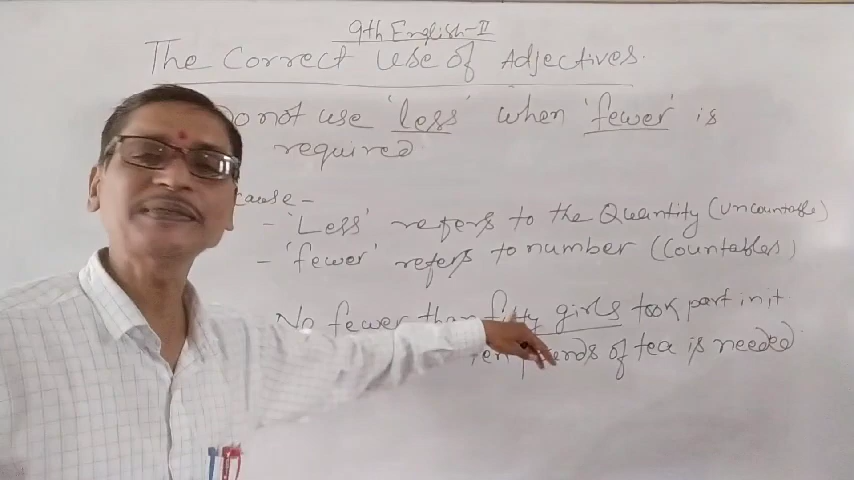 9th English-II
The Correct Use of Adjectives.
Do not use 'less' when 'fewer' is
required
cause -
- 'Less' refers to the Quantity (uncountable)
- 'fewer' refers to number (Countables)
No fewer than fifty girls took part in it.
ten pounds of tea is needed